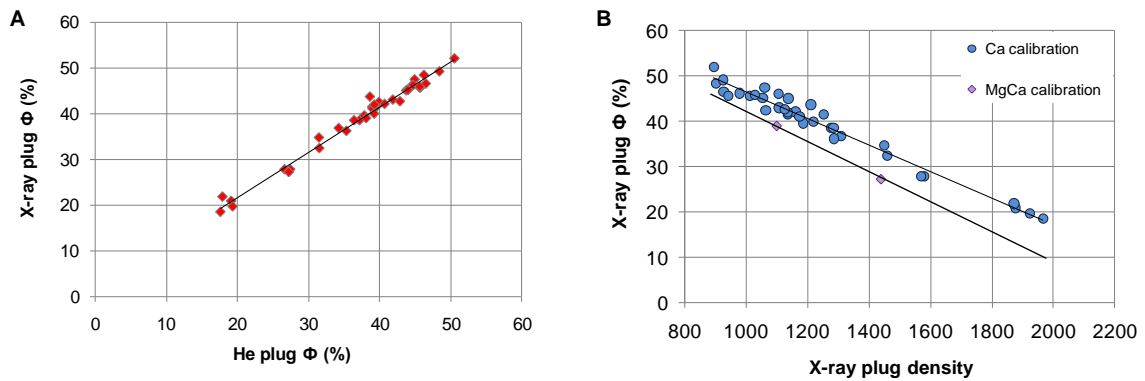 A
X-ray plug Φ (%)
60
50
40
30
20
10
0
0 10 20 30 40 50 60
He plug Φ (%)
B
X-ray plug Φ (%)
60
50
40
30
20
10
0
800 1000 1200 1400 1600 1800 2000 2200
X-ray plug density
Ca calibration
MgCa calibration